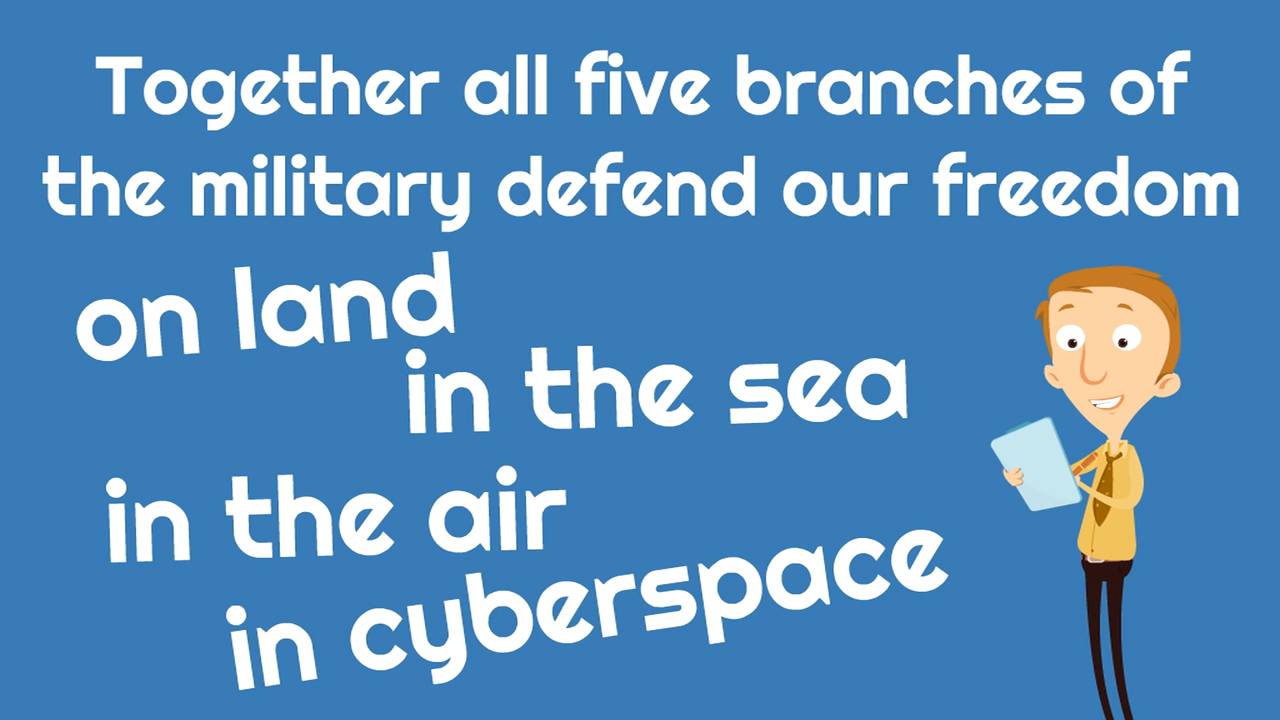 Together all five branches of
the military defend our freedom
on land
in the sea
in the air
in cyberspace